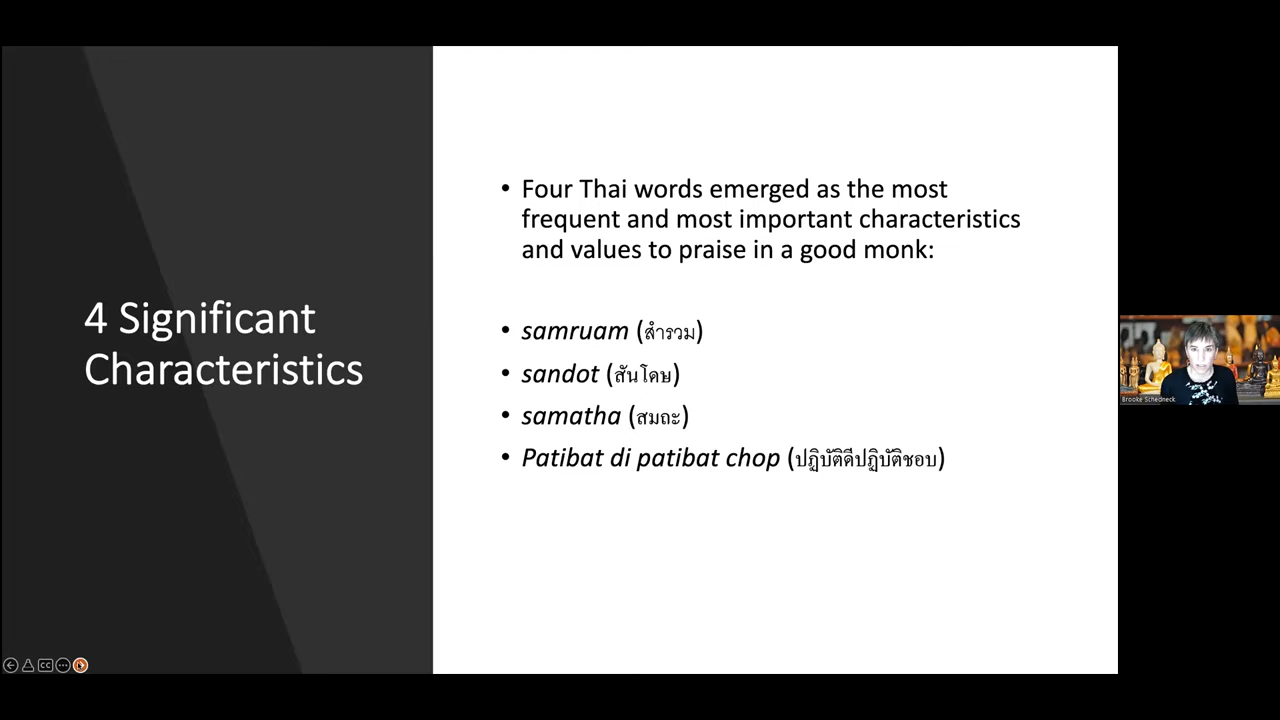 4 Significant
Characteristics
• Four Thai words emerged as the most
frequent and most important characteristics
and values to praise in a good monk:
• samruam (สำรวม)
• sandot (สันโดษ)
• samatha (สมถะ)
• Patibat di patibat chop (ปฏิบัติดีปฏิบัติชอบ)
Brooke Schedneck
CC